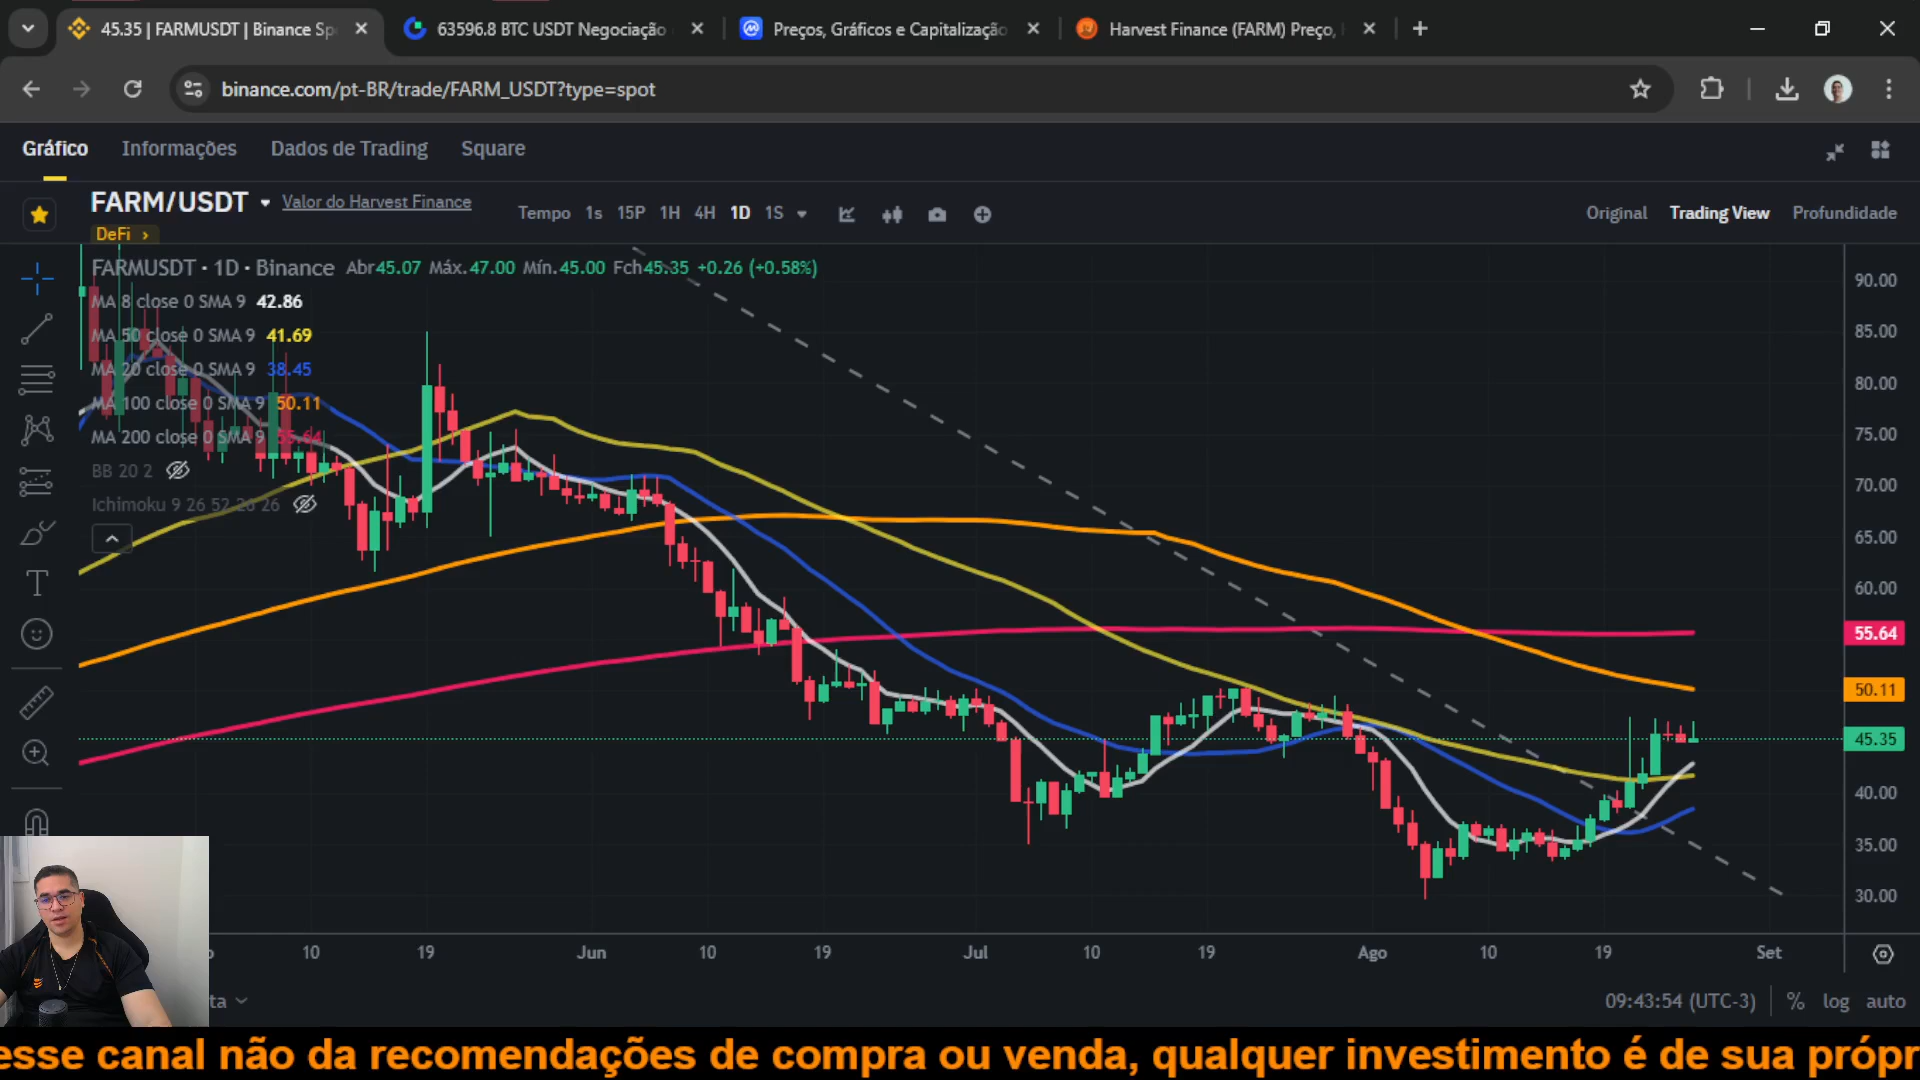 45.35 | FARMUSDT | Binance Sp
63596.8 BTC USDT Negociação
Preços, Gráficos e Capitalização
Harvest Finance (FARM) Preço,
binance.com/pt-BR/trade/FARM_USDT?type=spot
Gráfico Informações Dados de Trading Square
FARM/USDT Valor do Harvest Finance
DeFi ›
Tempo 1s 15P 1H 4H 1D 1S
Original Trading View Profundidade
FARMUSDT · 1D · Binance Abr45.07 Máx.47.00 Mín.45.00 Fch45.35 +0.26 (+0.58%)
MA 8 close 0 SMA 9 42.86
MA 50 close 0 SMA 9 41.69
MA 20 close 0 SMA 9 38.45
MA 100 close 0 SMA 9 50.11
MA 200 close 0 SMA 9 55.64
BB 20 2
Ichimoku 9 26 52 26 26
90.00
85.00
80.00
75.00
70.00
65.00
60.00
55.64
50.11
45.35
40.00
35.00
30.00
10 19 Jun 10 19 Jul 10 19 Ago 10 19 Set
ta
09:43:54 (UTC-3) % log auto
esse canal não da recomendações de compra ou venda, qualquer investimento é de sua própr